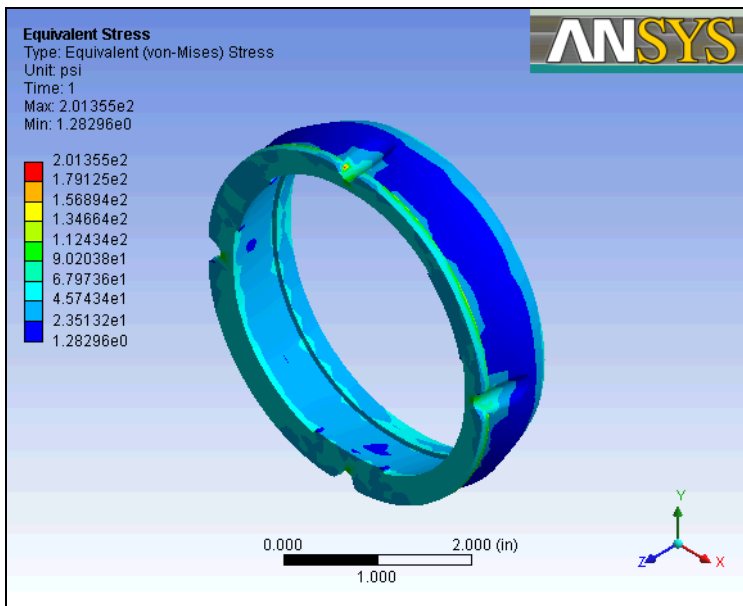 Equivalent Stress
Type: Equivalent (von-Mises) Stress
Unit: psi
Time: 1
Max: 2.01355e2
Min: 1.28296e0
ANSYS
2.01355e2
1.79125e2
1.56894e2
1.34664e2
1.12434e2
9.02038e1
6.79736e1
4.57434e1
2.35132e1
1.28296e0
0.000 2.000 (in)
1.000
Y
Z X